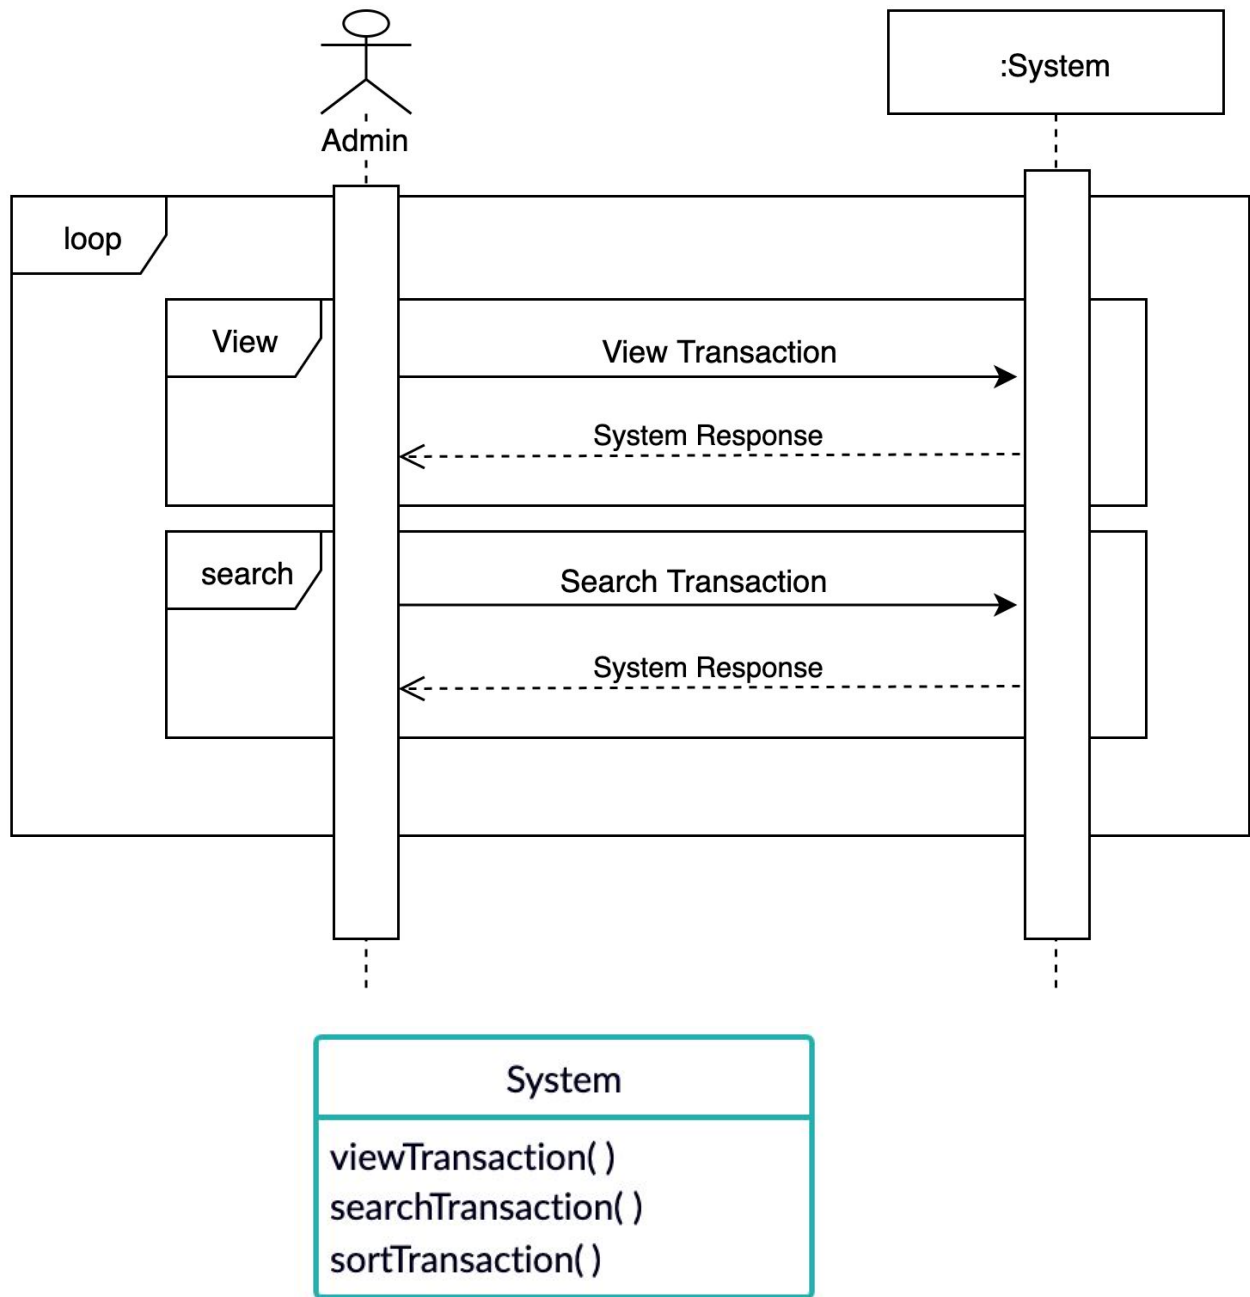 :System
Admin
loop
View
View Transaction
System Response
search
Search Transaction
System Response
System
viewTransaction( )
searchTransaction( )
sortTransaction( )